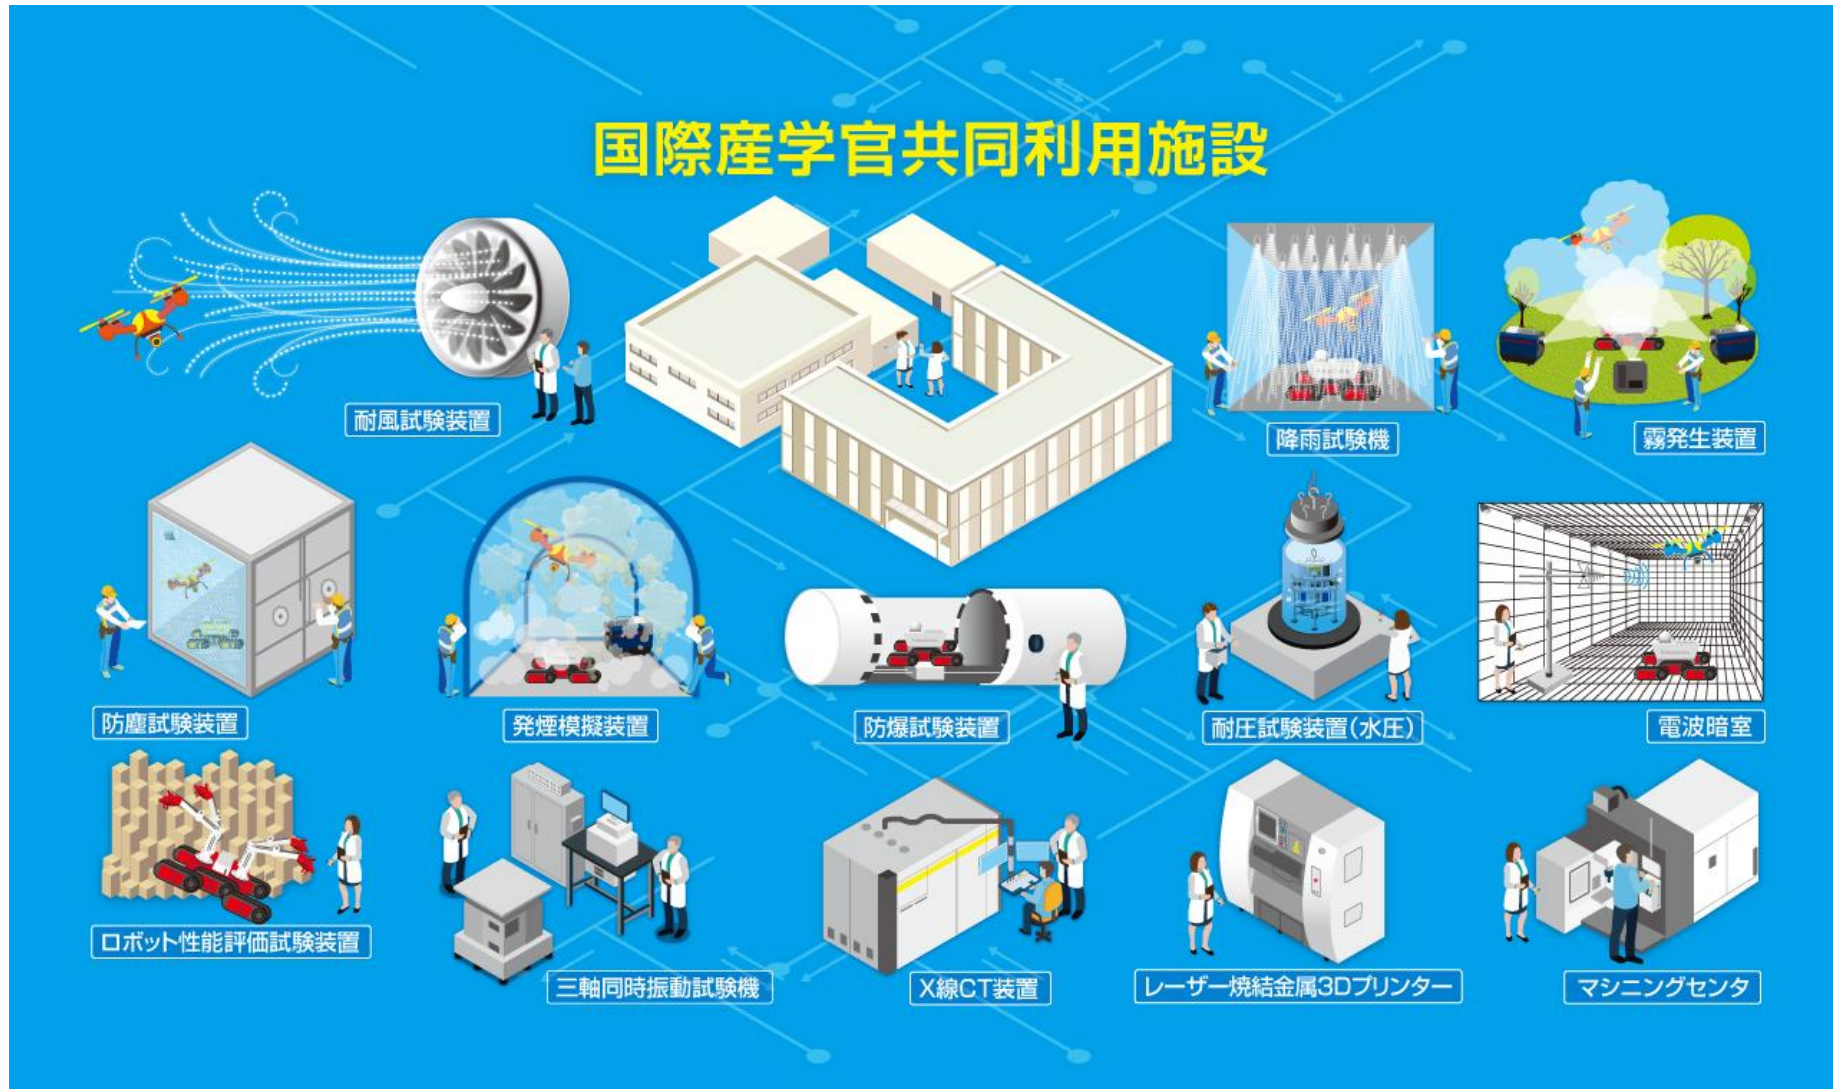 国際産学官共同利用施設
耐風試験装置
降雨試験機
霧発生装置
防塵試験装置
発煙模擬装置
防爆試験装置
耐圧試験装置(水圧)
電波暗室
ロボット性能評価試験装置
三軸同時振動試験機
X線CT装置
レーザー焼結金属3Dプリンター
マシニングセンタ